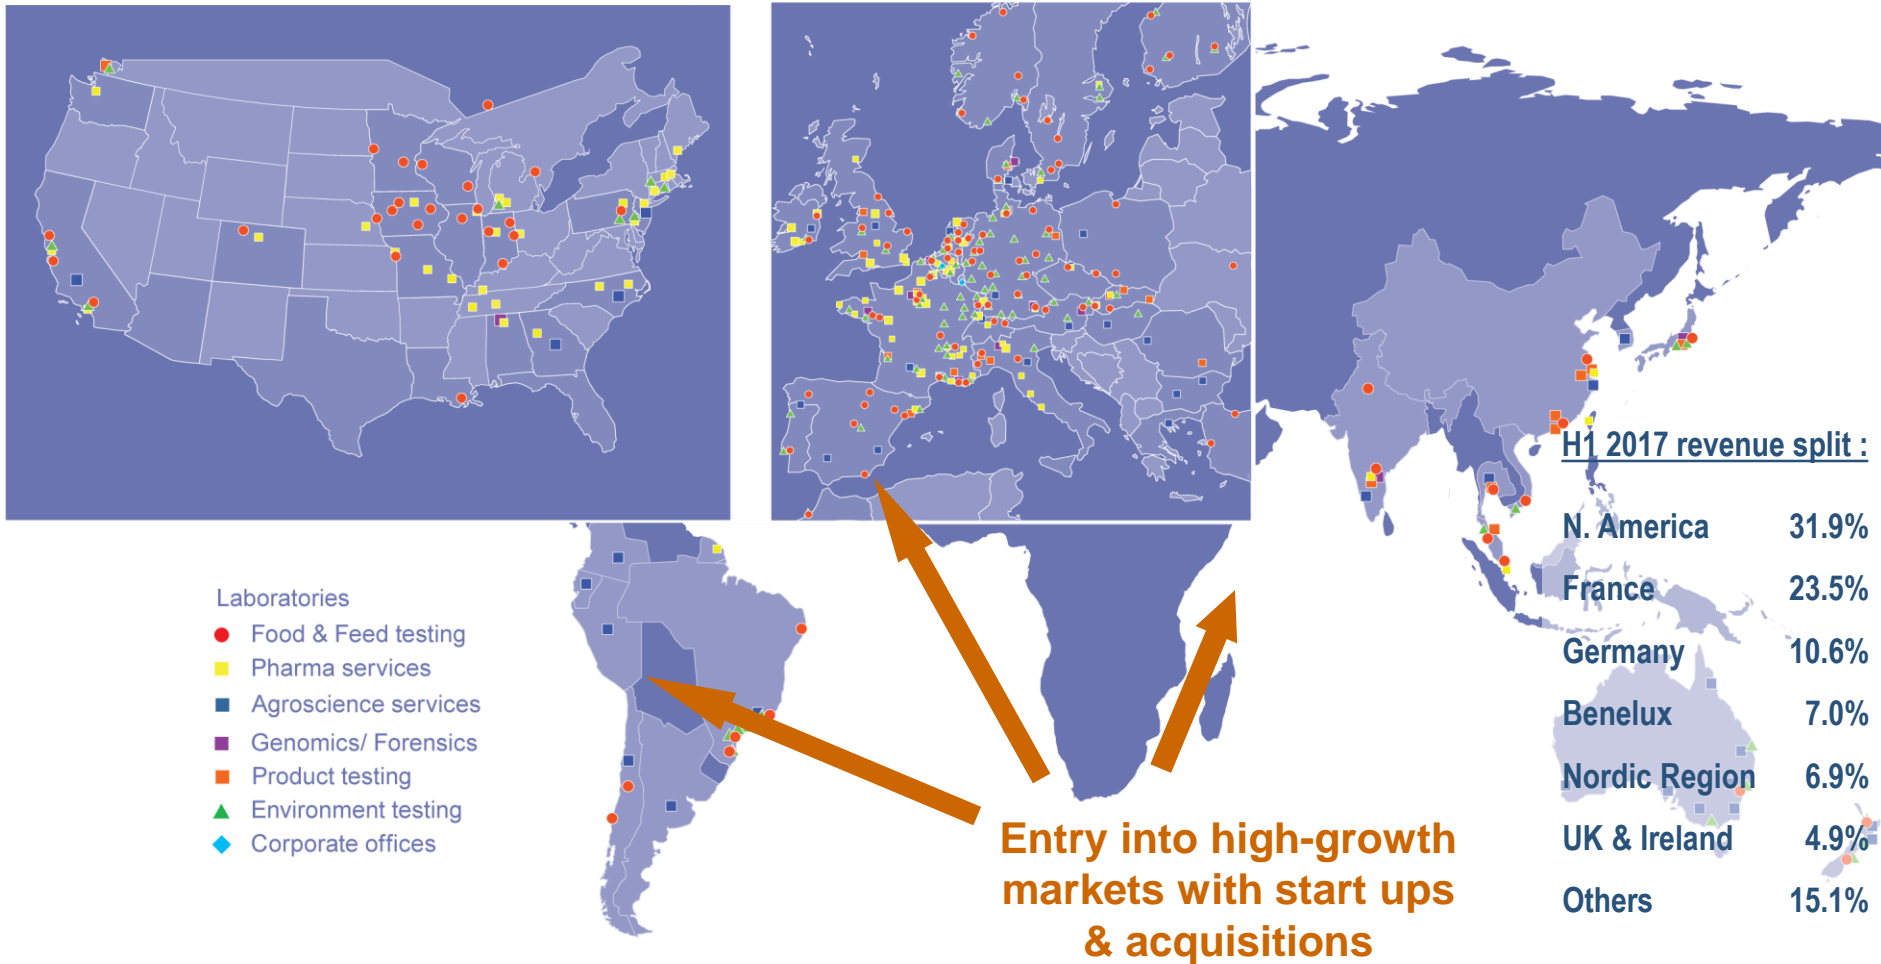 Laboratories
Food & Feed testing
Pharma services
Agroscience services
Genomics/ Forensics
Product testing
Environment testing
Corporate offices
Entry into high-growth
markets with start ups
& acquisitions
H1 2017 revenue split :
N. America 31.9%
France 23.5%
Germany 10.6%
Benelux 7.0%
Nordic Region 6.9%
UK & Ireland 4.9%
Others 15.1%